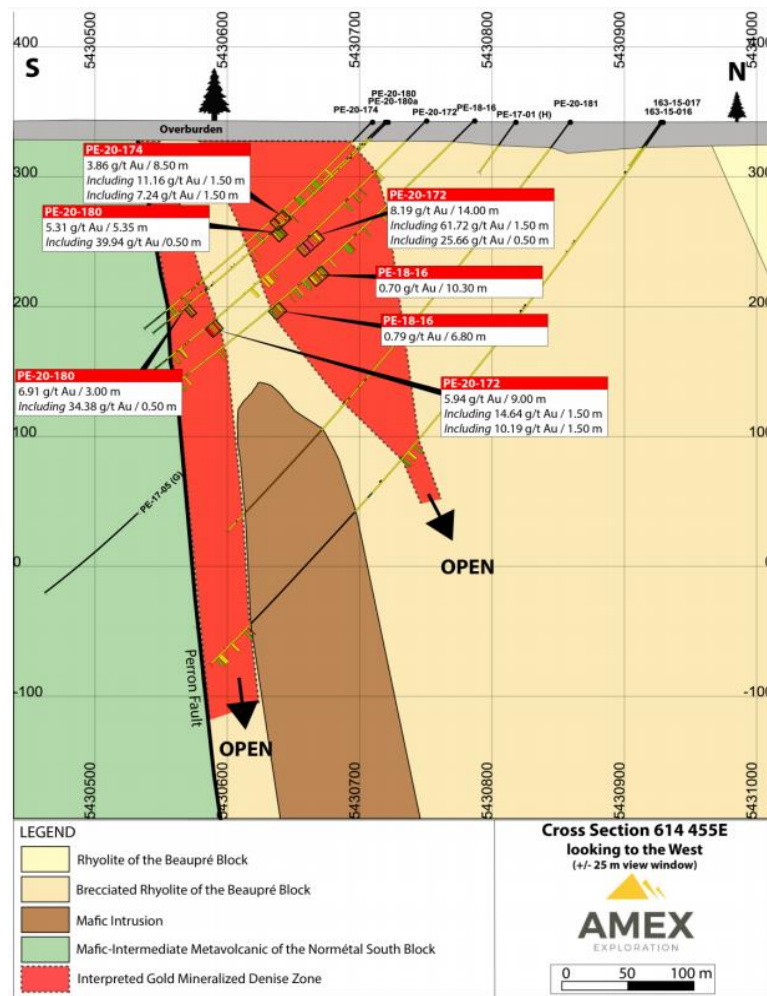 5430500
5430600
5430700
5430800
5430900
5431000
400
400
S
N
PE-20-180
PE-20-180a
PE-20-174
PE-20-172
PE-18-16
PE-17-01 (H)
PE-20-181
163-15-017
163-15-016
Overburden
300
300
PE-20-174
3.86 g/t Au / 8.50 m
Including 11.16 g/t Au / 1.50 m
Including 7.24 g/t Au / 1.50 m
PE-20-180
5.31 g/t Au / 5.35 m
Including 39.94 g/t Au /0.50 m
PE-20-172
8.19 g/t Au / 14.00 m
Including 61.72 g/t Au / 1.50 m
Including 25.66 g/t Au / 0.50 m
PE-18-16
0.70 g/t Au / 10.30 m
200
200
PE-18-16
0.79 g/t Au / 6.80 m
PE-20-180
6.91 g/t Au / 3.00 m
Including 34.38 g/t Au / 0.50 m
PE-20-172
5.94 g/t Au / 9.00 m
Including 14.64 g/t Au / 1.50 m
Including 10.19 g/t Au / 1.50 m
100
100
PE-17-05 (G)
0
0
OPEN
Perron Fault
-100
-100
OPEN
5430500
5430600
5430700
5430800
5430900
5431000
LEGEND
Rhyolite of the Beaupré Block
Brecciated Rhyolite of the Beaupré Block
Mafic Intrusion
Mafic-Intermediate Metavolcanic of the Normétal South Block
Interpreted Gold Mineralized Denise Zone
Cross Section 614 455E
looking to the West
(+/- 25 m view window)
AMEX
EXPLORATION
0 50 100 m